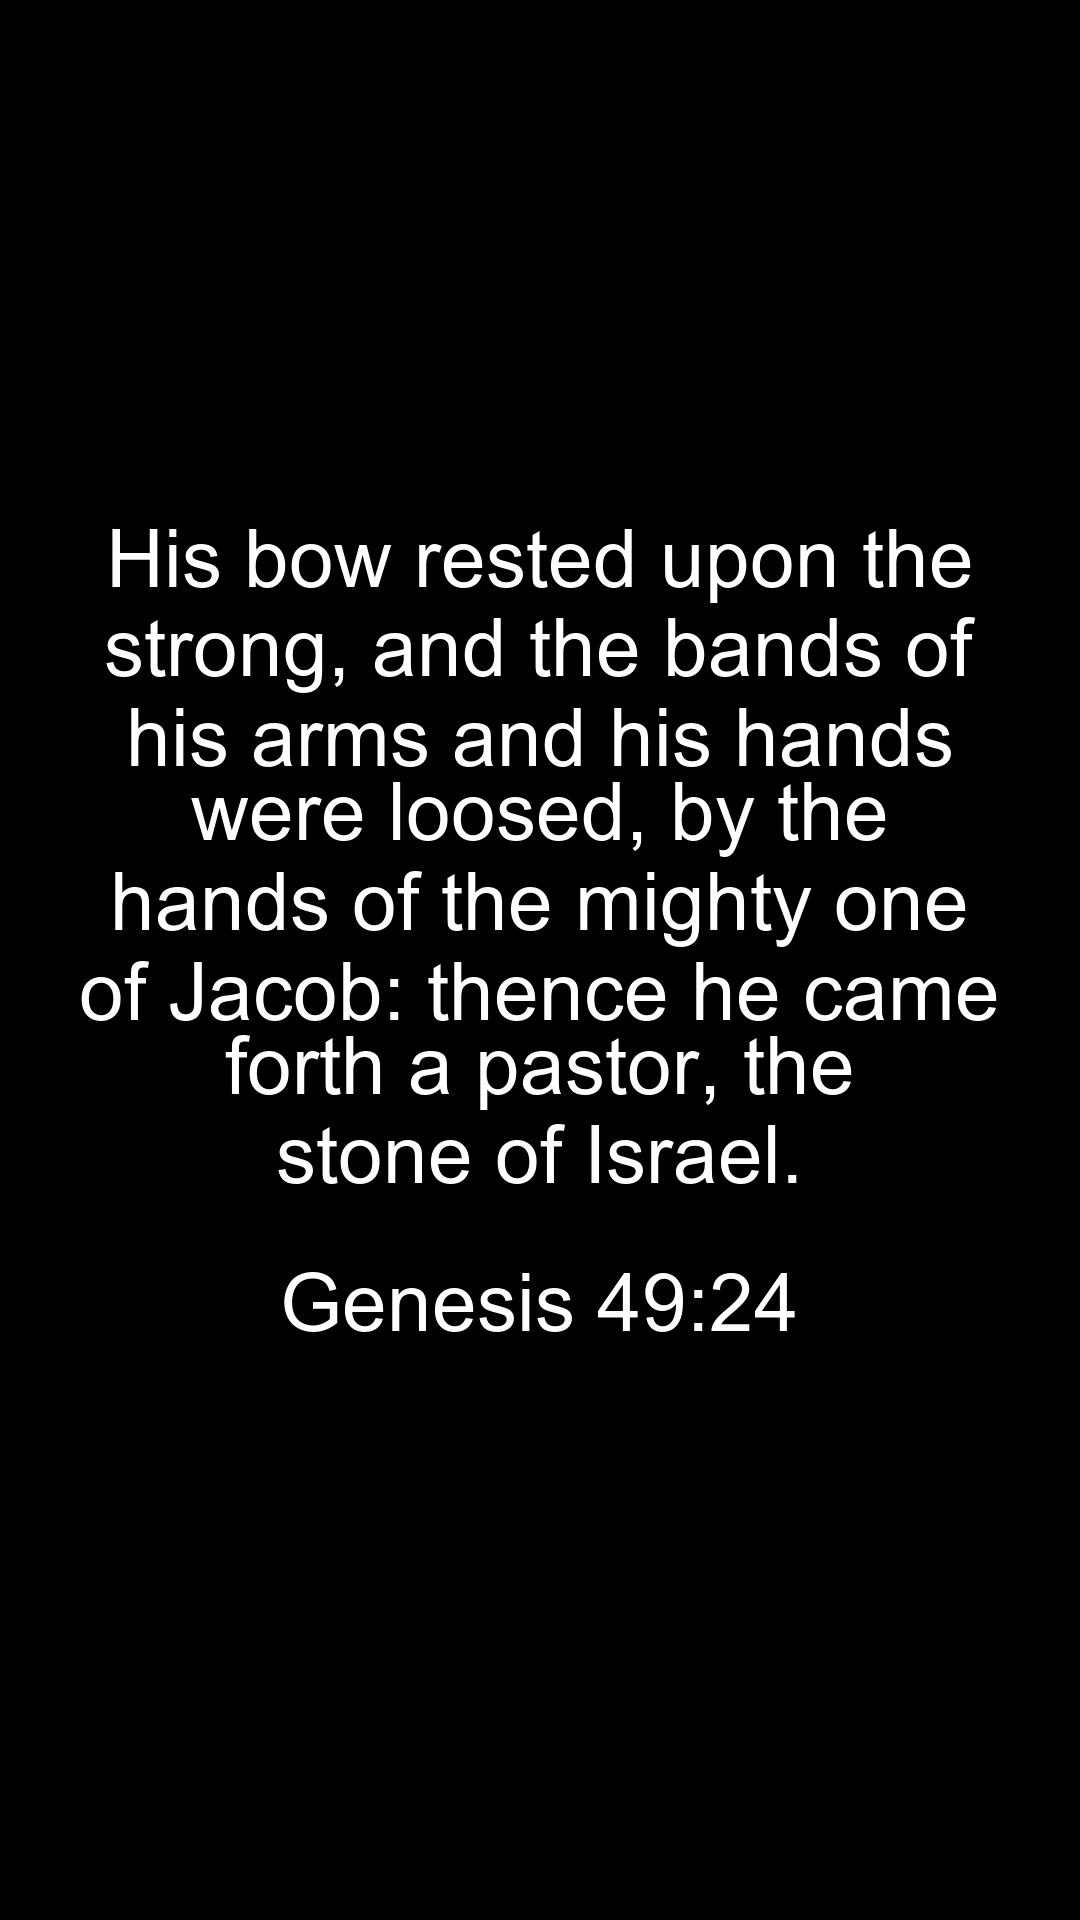 His bow rested upon the
strong, and the bands of
his arms and his hands
were loosed, by the
hands of the mighty one
of Jacob: thence he came
forth a pastor, the
stone of Israel.
Genesis 49:24